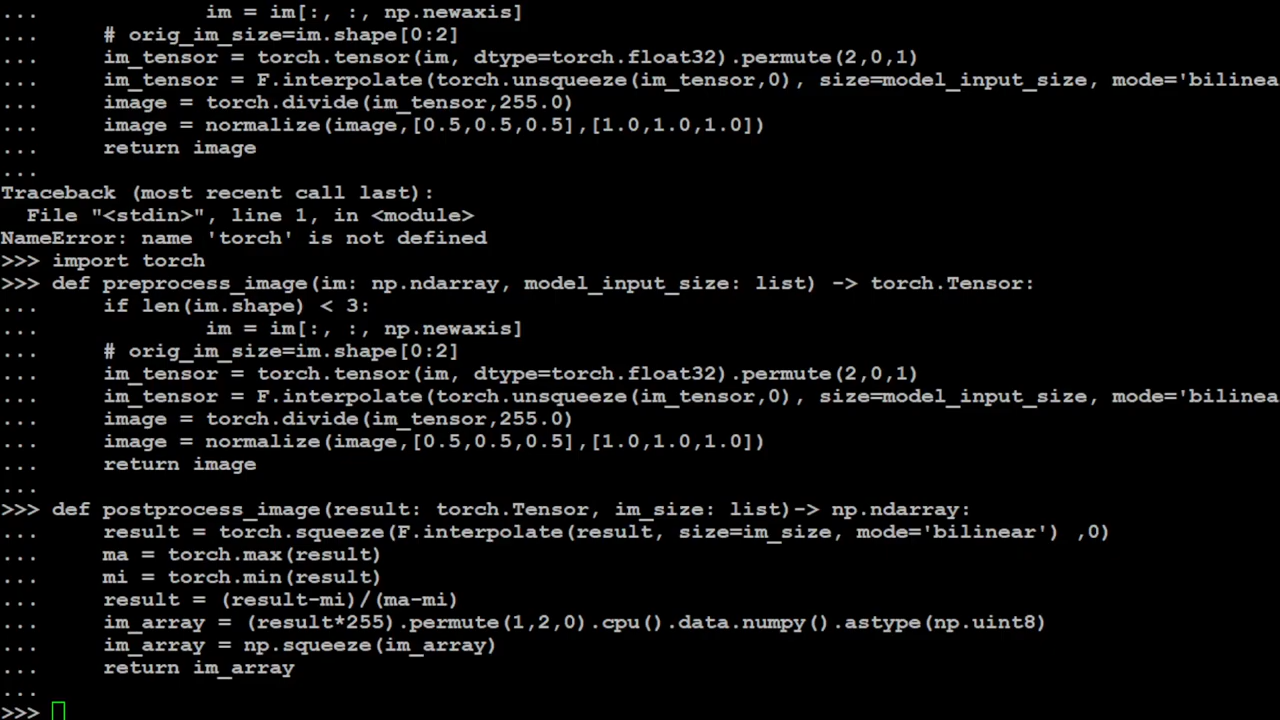 ...             im = im[:, :, np.newaxis]
...     # orig_im_size=im.shape[0:2]
...     im_tensor = torch.tensor(im, dtype=torch.float32).permute(2,0,1)
...     im_tensor = F.interpolate(torch.unsqueeze(im_tensor,0), size=model_input_size, mode='bilinea
...     image = torch.divide(im_tensor,255.0)
...     image = normalize(image,[0.5,0.5,0.5],[1.0,1.0,1.0])
...     return image
...
Traceback (most recent call last):
  File "<stdin>", line 1, in <module>
NameError: name 'torch' is not defined
>>> import torch
>>> def preprocess_image(im: np.ndarray, model_input_size: list) -> torch.Tensor:
...     if len(im.shape) < 3:
...             im = im[:, :, np.newaxis]
...     # orig_im_size=im.shape[0:2]
...     im_tensor = torch.tensor(im, dtype=torch.float32).permute(2,0,1)
...     im_tensor = F.interpolate(torch.unsqueeze(im_tensor,0), size=model_input_size, mode='bilinea
...     image = torch.divide(im_tensor,255.0)
...     image = normalize(image,[0.5,0.5,0.5],[1.0,1.0,1.0])
...     return image
...
>>> def postprocess_image(result: torch.Tensor, im_size: list)-> np.ndarray:
...     result = torch.squeeze(F.interpolate(result, size=im_size, mode='bilinear') ,0)
...     ma = torch.max(result)
...     mi = torch.min(result)
...     result = (result-mi)/(ma-mi)
...     im_array = (result*255).permute(1,2,0).cpu().data.numpy().astype(np.uint8)
...     im_array = np.squeeze(im_array)
...     return im_array
...
>>>